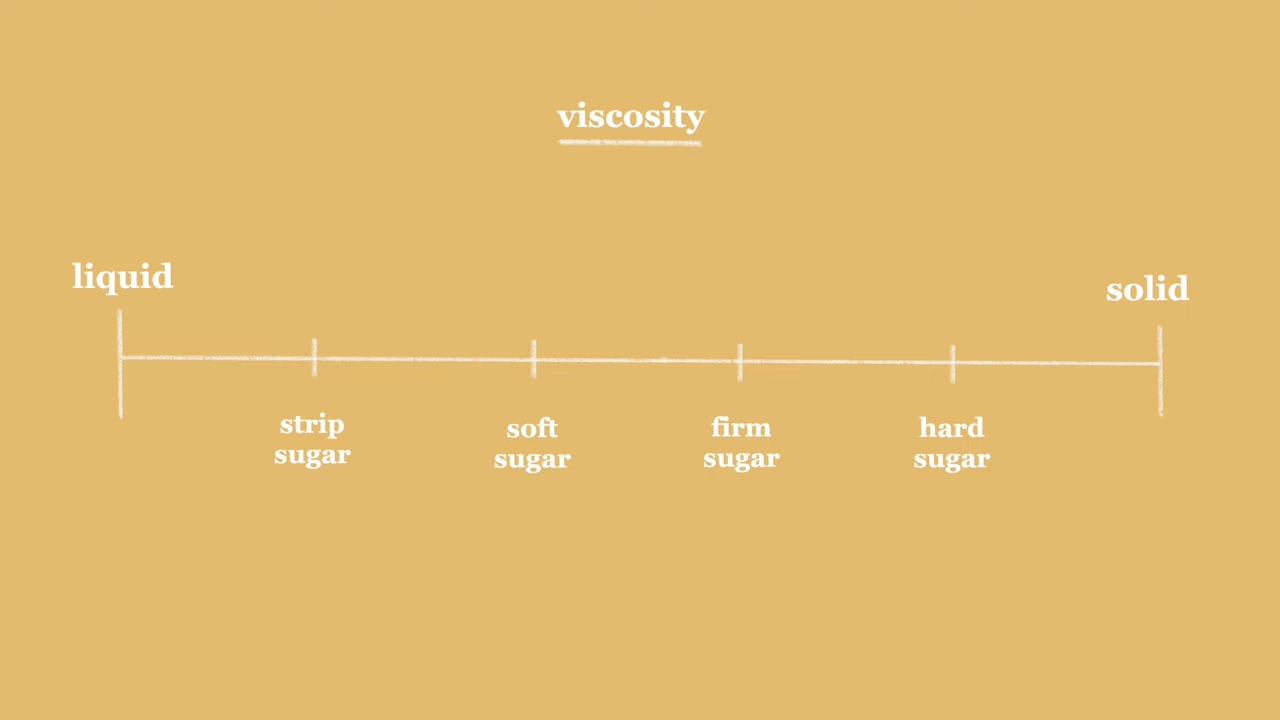 viscosity
liquid
solid
strip
sugar
soft
sugar
firm
sugar
hard
sugar